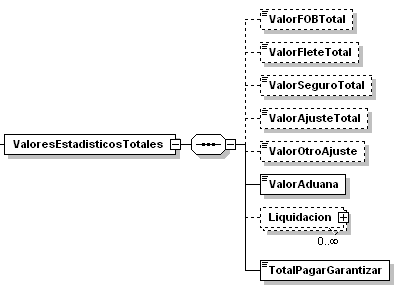 ValorFOBTotal
ValorFleteTotal
ValorSeguroTotal
ValorAjusteTotal
ValoresEstadisticosTotales
ValorOtroAjuste
ValorAduana
Liquidacion
0..∞
TotalPagarGarantizar